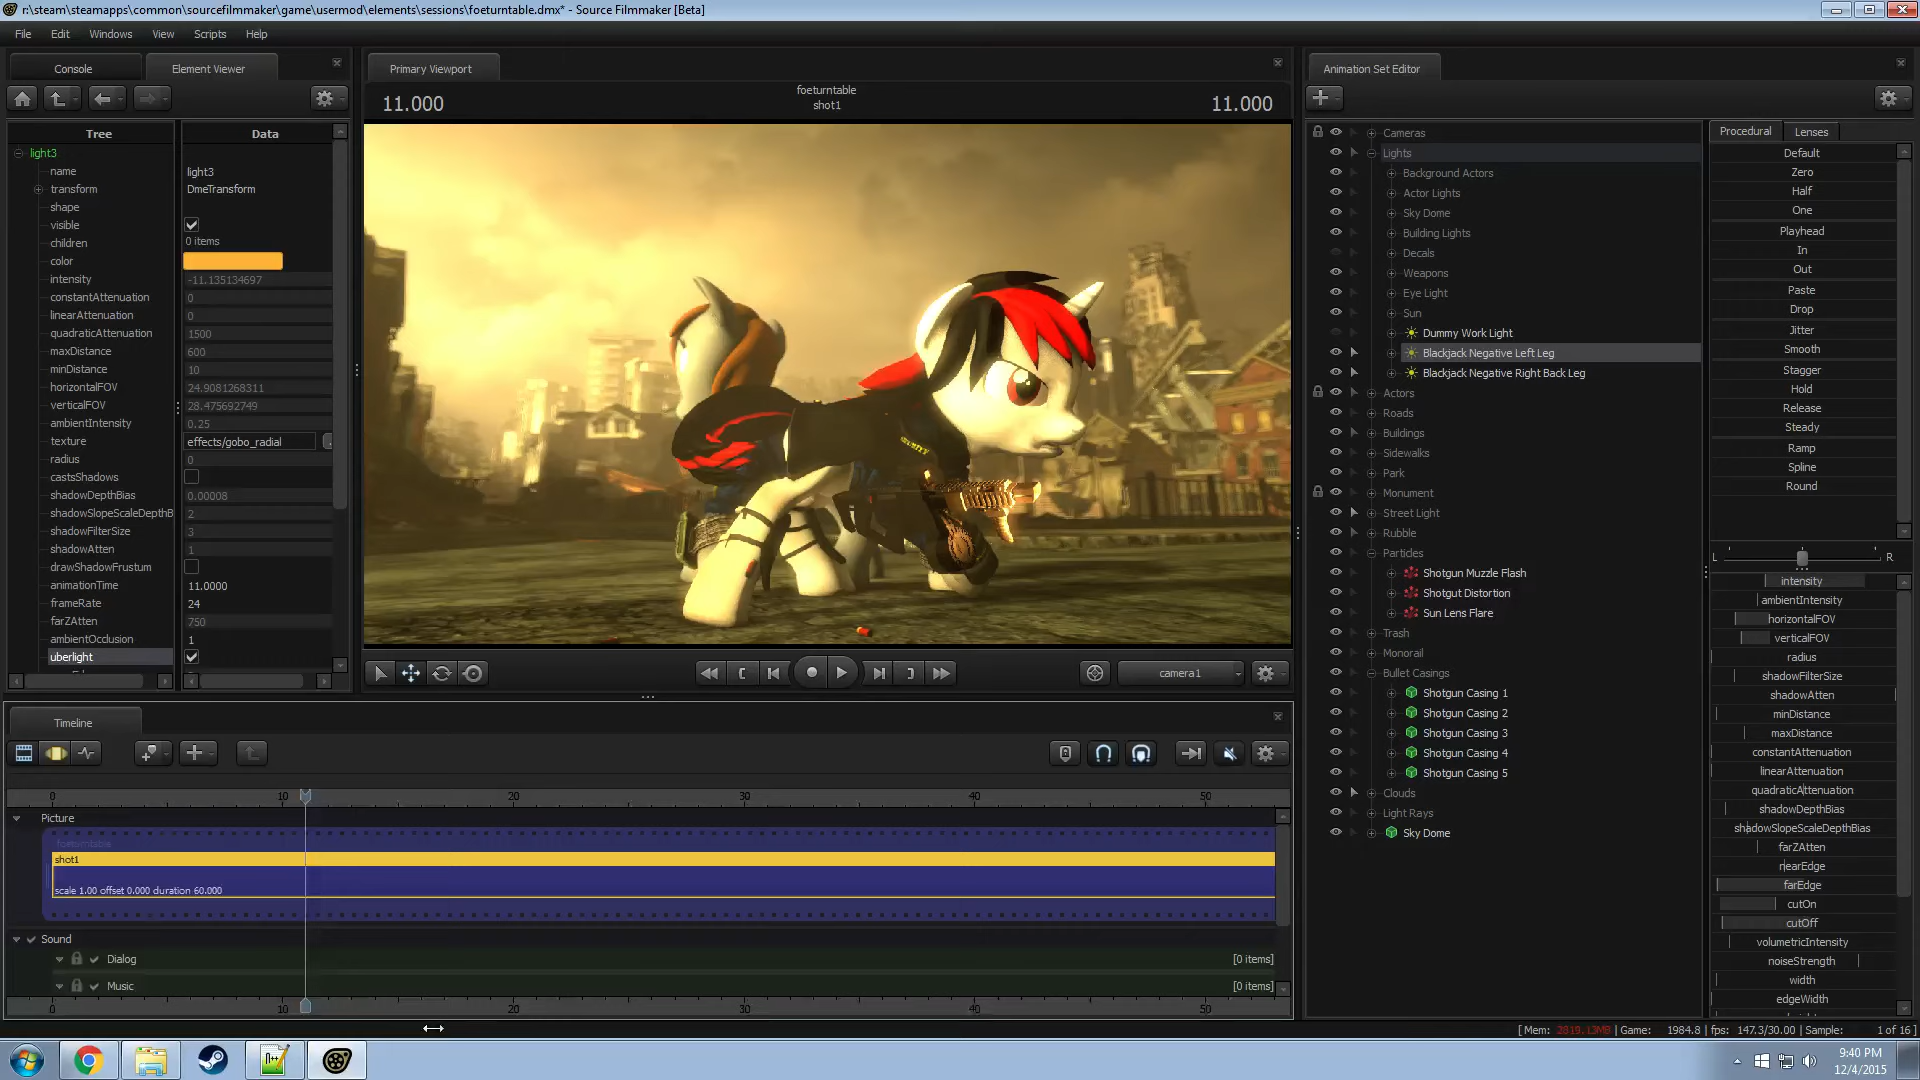 r:\steam\steamapps\common\sourcefilmmaker\game\usermod\elements\sessions\foeturntable.dmx* - Source Filmmaker [Beta]
File Edit Windows View Scripts Help
Console Element Viewer
Tree Data
light3
name light3
transform DmeTransform
shape
visible
children 0 items
color
intensity -11.135134697
constantAttenuation 0
linearAttenuation 0
quadraticAttenuation 1500
maxDistance 600
minDistance 10
horizontalFOV 24.9081268311
verticalFOV 28.475692749
ambientIntensity 0.25
texture effects/gobo_radial
radius 0
castsShadows
shadowDepthBias 0.00008
shadowSlopeScaleDepthB 2
shadowFilterSize 3
shadowAtten 1
drawShadowFrustum
animationTime 11.0000
frameRate 24
farZAtten 750
ambientOcclusion 1
uberlight
Primary Viewport
11.000 foeturntable 11.000
shot1
SECURITY
camera1
Timeline
0 10 20 30 40 50
Picture
foeturntable
shot1
scale 1.00 offset 0.000 duration 60.000
Sound
Dialog [0 items]
Music [0 items]
0 10 20 30 40 50
Animation Set Editor
Cameras
Lights
Background Actors
Actor Lights
Sky Dome
Building Lights
Decals
Weapons
Eye Light
Sun
Dummy Work Light
Blackjack Negative Left Leg
Blackjack Negative Right Back Leg
Actors
Roads
Buildings
Sidewalks
Park
Monument
Street Light
Rubble
Particles
Shotgun Muzzle Flash
Shotgut Distortion
Sun Lens Flare
Trash
Monorail
Bullet Casings
Shotgun Casing 1
Shotgun Casing 2
Shotgun Casing 3
Shotgun Casing 4
Shotgun Casing 5
Clouds
Light Rays
Sky Dome
Procedural Lenses
Default
Zero
Half
One
Playhead
In
Out
Paste
Drop
Jitter
Smooth
Stagger
Hold
Release
Steady
Ramp
Spline
Round
L R
intensity
ambientIntensity
horizontalFOV
verticalFOV
radius
shadowFilterSize
shadowAtten
minDistance
maxDistance
constantAttenuation
linearAttenuation
quadraticAttenuation
shadowDepthBias
shadowSlopeScaleDepthBias
farZAtten
nearEdge
farEdge
cutOn
cutOff
volumetricIntensity
noiseStrength
width
edgeWidth
[ Mem: 2819.13MB | Game: 1984.8 | fps: 147.3/30.00 | Sample: 1 of 16 ]
9:40 PM
12/4/2015